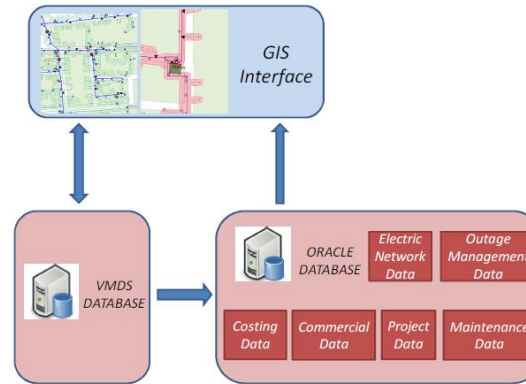 GIS
Interface
VMDS
DATABASE
ORACLE
DATABASE
Electric
Network
Data
Outage
Management
Data
Costing
Data
Commercial
Data
Project
Data
Maintenance
Data